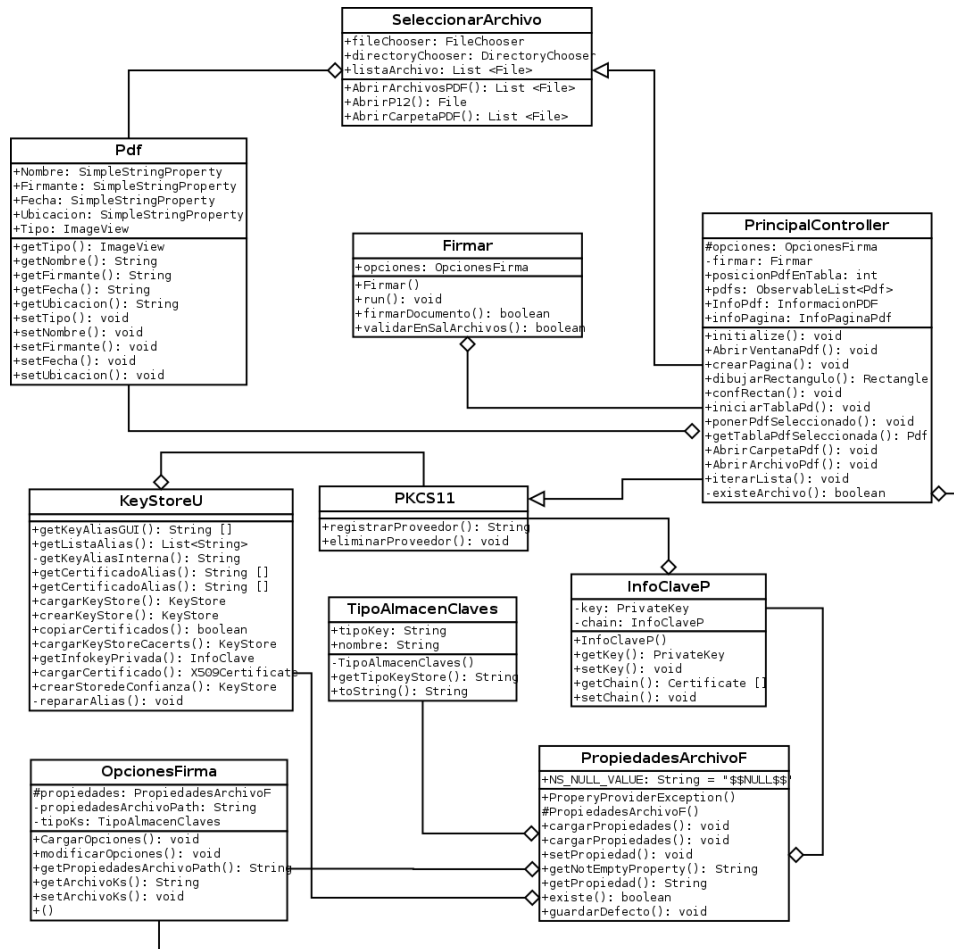 SeleccionarArchivo
+fileChooser: FileChooser
+directoryChooser: DirectoryChooser
+listaArchivo: List <File>
+AbrirArchivosPDF(): List <File>
+AbrirP12(): File
+AbrirCarpetaPDF(): List <File>
Pdf
+Nombre: SimpleStringProperty
+Firmante: SimpleStringProperty
+Fecha: SimpleStringProperty
+Ubicacion: SimpleStringProperty
+Tipo: ImageView
+getTipo(): ImageView
+getNombre(): String
+getFirmante(): String
+getFecha(): String
+getUbicacion(): String
+setTipo(): void
+setNombre(): void
+setFirmante(): void
+setFecha(): void
+setUbicacion(): void
Firmar
+opciones: OpcionesFirma
+Firmar()
+run(): void
+firmarDocumento(): boolean
+validarEnSalArchivos(): boolean
PrincipalController
#opciones: OpcionesFirma
-firmar: Firmar
+posicionPdfEnTabla: int
+pdfs: ObservableList<Pdf>
+InfoPdf: InformacionPDF
+infoPagina: InfoPaginaPdf
+initialize(): void
+AbrirVentanaPdf(): void
+crearPagina(): void
+dibujarRectangulo(): Rectangle
+confRectan(): void
+iniciarTablaPd(): void
+ponerPdfSeleccionado(): void
+getTablaPdfSeleccionada(): Pdf
+AbrirCarpetaPdf(): void
+AbrirArchivoPdf(): void
+iterarLista(): void
-existeArchivo(): boolean
KeyStoreU
+getKeyAliasGUI(): String []
+getListaAlias(): List<String>
-getKeyAliasInterna(): String
+getCertificadoAlias(): String []
+getCertificadoAlias(): String []
+cargarKeyStore(): KeyStore
+crearKeyStore(): KeyStore
+copiarCertificados(): boolean
+cargarKeyStoreCacerts(): KeyStore
+getInfokeyPrivada(): InfoClave
+cargarCertificado(): X509Certificate
+crearStoredeConfianza(): KeyStore
-repararAlias(): void
PKCS11
+registrarProveedor(): String
+eliminarProveedor(): void
InfoClaveP
-key: PrivateKey
-chain: InfoClaveP
+InfoClaveP()
+getKey(): PrivateKey
+setKey(): void
+getChain(): Certificate []
+setChain(): void
TipoAlmacenClaves
+tipoKey: String
+nombre: String
-TipoAlmacenClaves()
+getTipoKeyStore(): String
+toString(): String
OpcionesFirma
#propiedades: PropiedadesArchivoF
-propiedadesArchivoPath: String
-tipoKs: TipoAlmacenClaves
+CargarOpciones(): void
+modificarOpciones(): void
+getPropiedadesArchivoPath(): String
+getArchivoKs(): String
+setArchivoKs(): void
+()
PropiedadesArchivoF
+NS_NULL_VALUE: String = "$$NULL$$"
+ProperyProviderException()
#PropiedadesArchivoF()
+cargarPropiedades(): void
+cargarPropiedades(): void
+setPropiedad(): void
+getNotEmptyProperty(): String
+getPropiedad(): String
+existe(): boolean
+guardarDefecto(): void